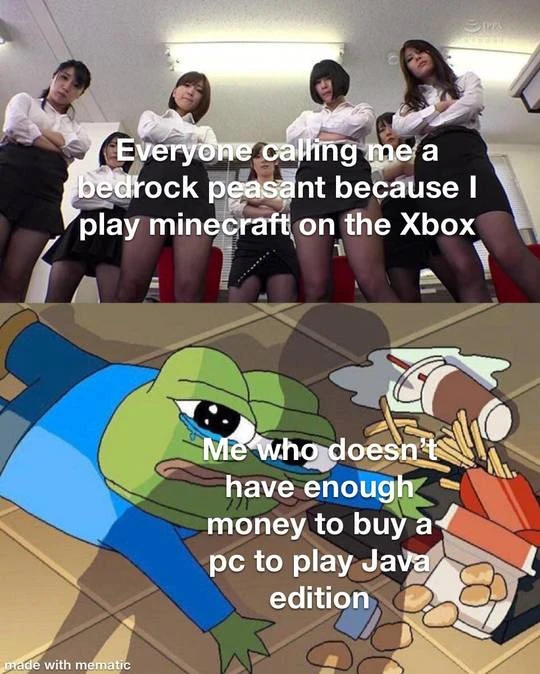 Everyone calling me a
bedrock peasant because I
play minecraft on the Xbox
Me who doesn't
have enough
money to buy a
pc to play Java
edition
made with mematic